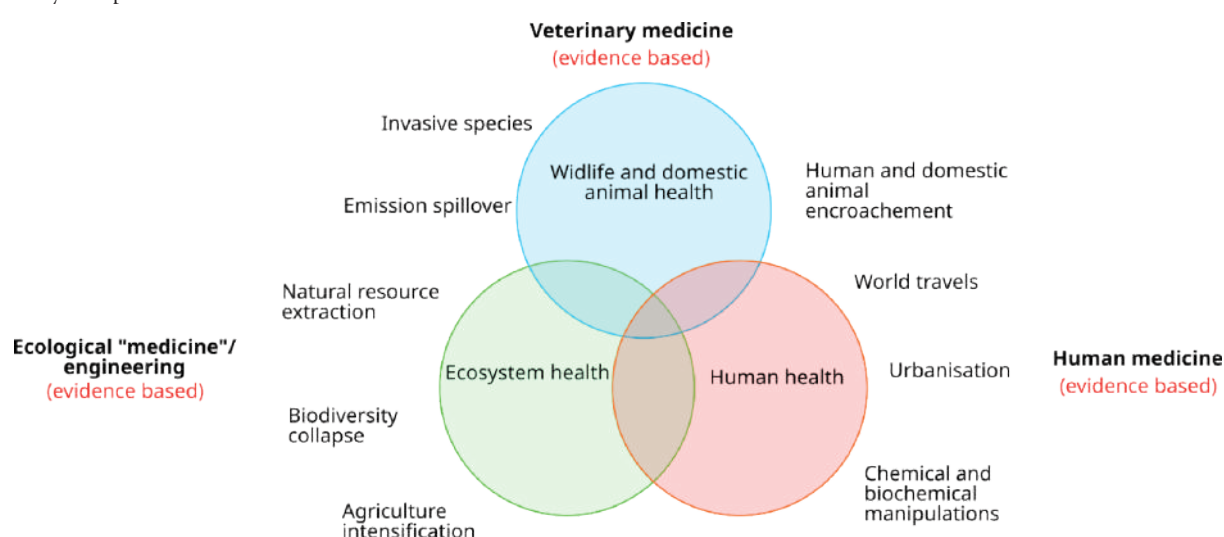 Veterinary medicine
(evidence based)
Invasive species
Widlife and domestic
animal health
Human and domestic
animal
encroachement
Emission spillover
World travels
Natural resource
extraction
Ecological "medicine"/
engineering
(evidence based)
Ecosystem health
Human health
Urbanisation
Human medicine
(evidence based)
Biodiversity
collapse
Chemical and
biochemical
manipulations
Agriculture
intensification